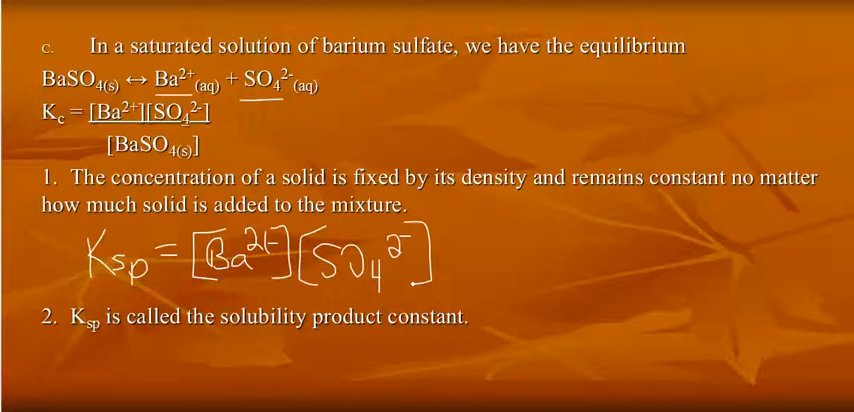 C. In a saturated solution of barium sulfate, we have the equilibrium
BaSO₄₍s₎ ↔ Ba²⁺(aq) + SO₄²⁻(aq)
Kc = [Ba²⁺][SO₄²⁻]
[BaSO₄₍s₎]
1. The concentration of a solid is fixed by its density and remains constant no matter
how much solid is added to the mixture.
Ksp = [Ba²⁺][SO₄²⁻]
2. Ksp is called the solubility product constant.